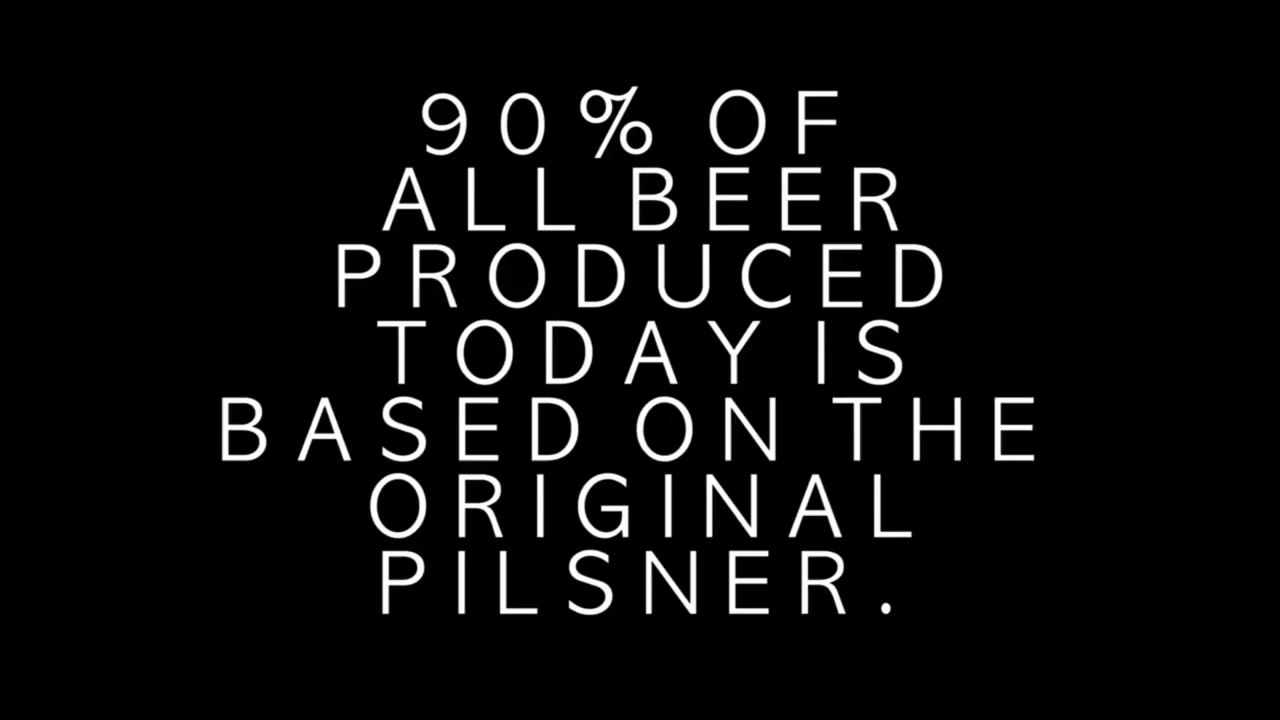 90% OF
ALL BEER
PRODUCED
TODAY IS
BASED ON THE
ORIGINAL
PILSNER.